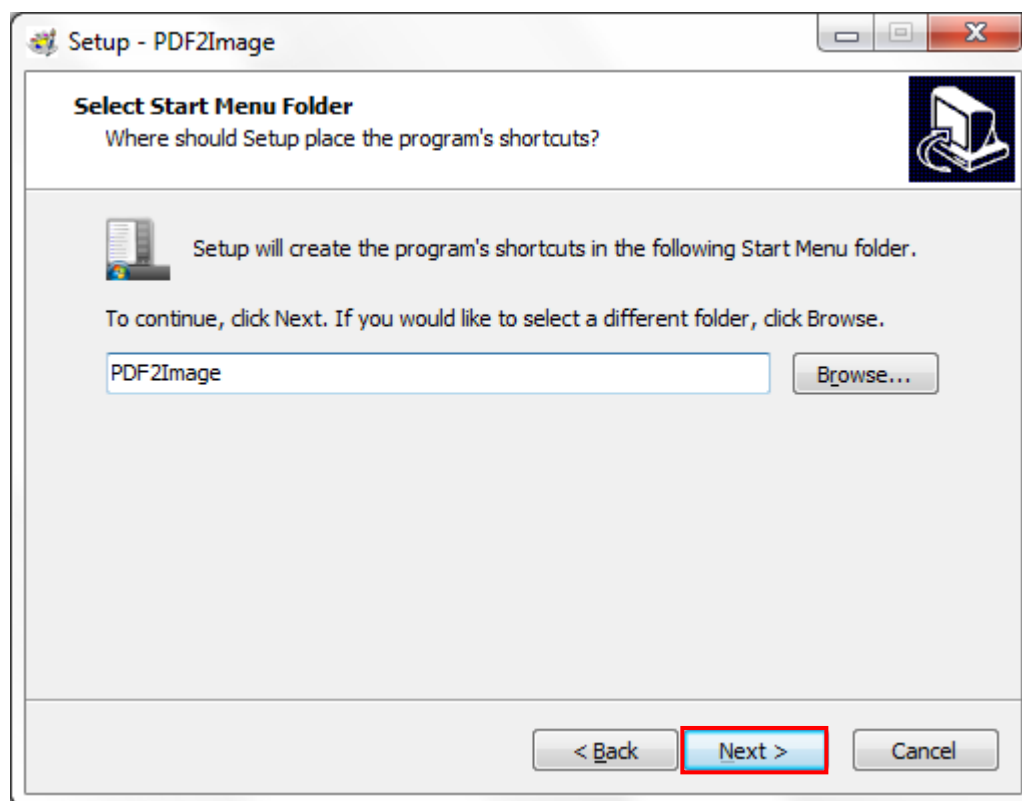 Setup - PDF2Image
Select Start Menu Folder
Where should Setup place the program's shortcuts?
Setup will create the program's shortcuts in the following Start Menu folder.
To continue, click Next. If you would like to select a different folder, click Browse.
PDF2Image
Browse...
< Back
Next >
Cancel